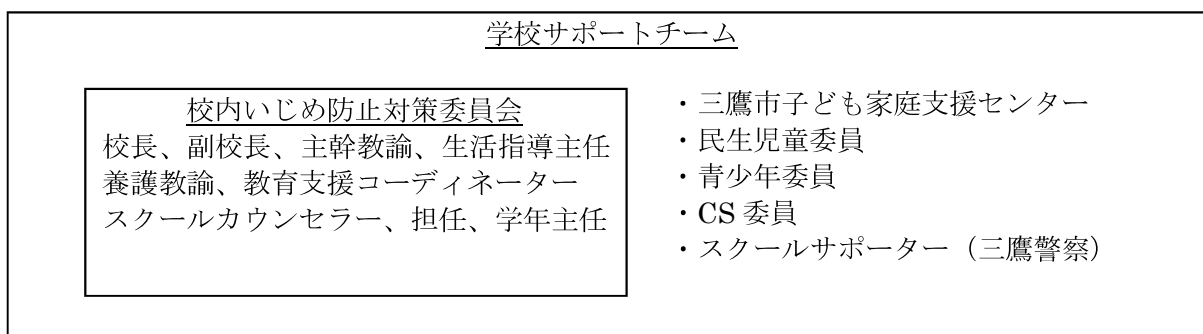 学校サポートチーム
校内いじめ防止対策委員会
校長、副校長、主幹教諭、生活指導主任
養護教諭、教育支援コーディネーター
スクールカウンセラー、担任、学年主任
・三鷹市子ども家庭支援センター
・民生児童委員
・青少年委員
・CS 委員
・スクールサポーター（三鷹警察）